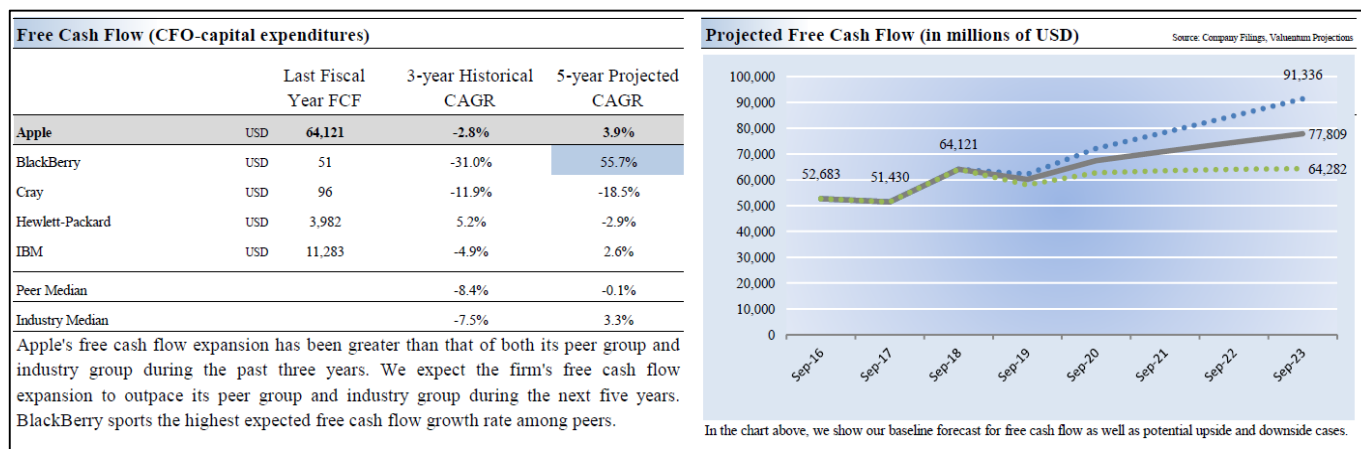 Free Cash Flow (CFO-capital expenditures)
Last Fiscal Year FCF 3-year Historical CAGR 5-year Projected CAGR
Apple USD 64,121 -2.8% 3.9%
BlackBerry USD 51 -31.0% 55.7%
Cray USD 96 -11.9% -18.5%
Hewlett-Packard USD 3,982 5.2% -2.9%
IBM USD 11,283 -4.9% 2.6%
Peer Median -8.4% -0.1%
Industry Median -7.5% 3.3%
Apple's free cash flow expansion has been greater than that of both its peer group and
industry group during the past three years. We expect the firm's free cash flow
expansion to outpace its peer group and industry group during the next five years.
BlackBerry sports the highest expected free cash flow growth rate among peers.
Projected Free Cash Flow (in millions of USD) Source: Company Filings, Valuentum Projections
100,000
90,000
80,000
70,000
60,000
50,000
40,000
30,000
20,000
10,000
0
52,683
51,430
64,121
91,336
77,809
64,282
Sep-16 Sep-17 Sep-18 Sep-19 Sep-20 Sep-21 Sep-22 Sep-23
In the chart above, we show our baseline forecast for free cash flow as well as potential upside and downside cases.